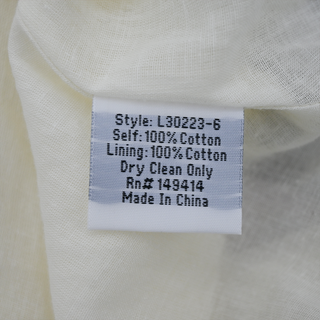 Style: L30223-6
Self: 100% Cotton
Lining: 100% Cotton
Dry Clean Only
Rn# 149414
Made In China